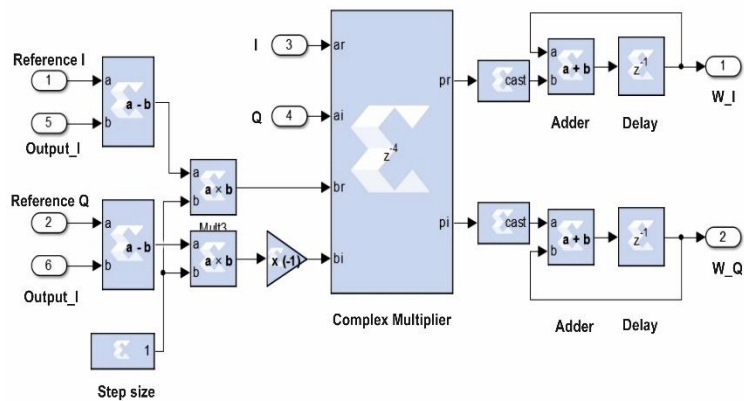 Reference I
1
5
Output_I
a
b
a - b
Reference Q
2
6
Output_I
a
b
a - b
Step size
1
a
b
a × b
Mult3
a
b
a × b
x (-1)
I
3
Q
4
ar
ai
br
bi
z-4
pr
pi
Complex Multiplier
cast
a
b
a + b
Adder
z-1
Delay
1
W_I
cast
a
b
a + b
Adder
z-1
Delay
2
W_Q